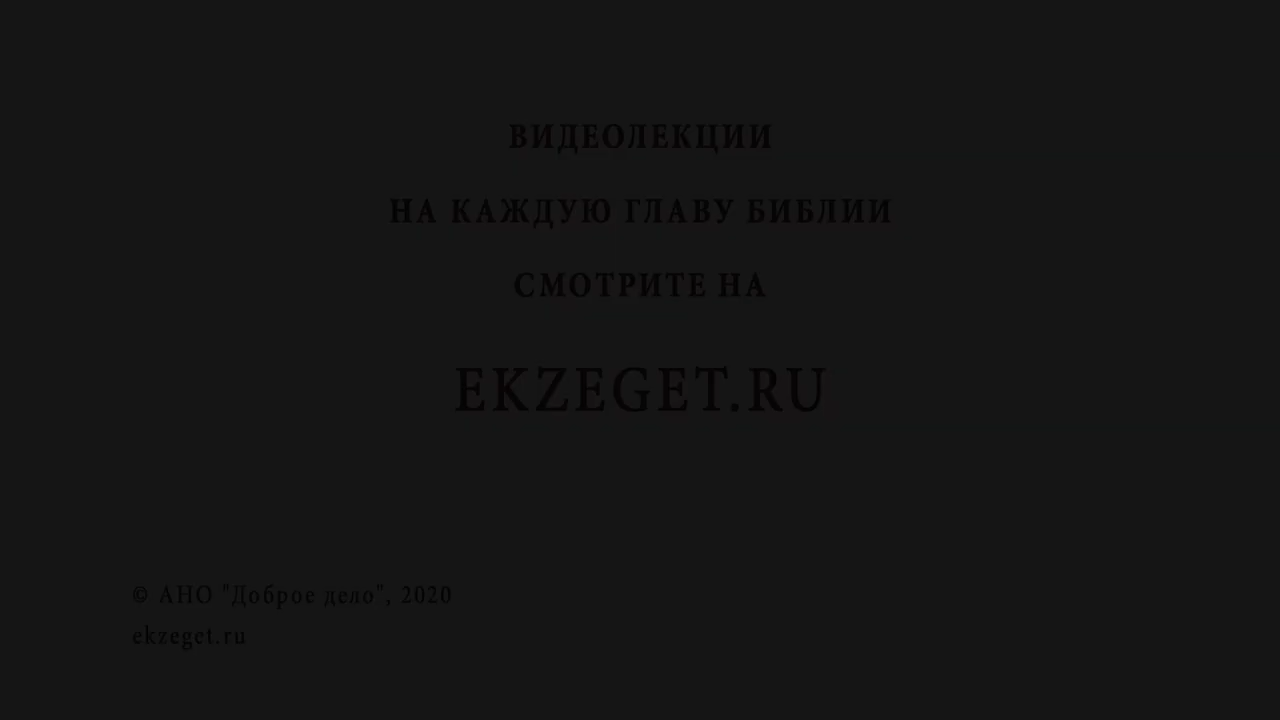 ВИДЕОЛЕКЦИИ
НА КАЖДУЮ ГЛАВУ БИБЛИИ
СМОТРИТЕ НА
EKZEGET.RU
© АНО "Доброе дело", 2020
ekzeget.ru